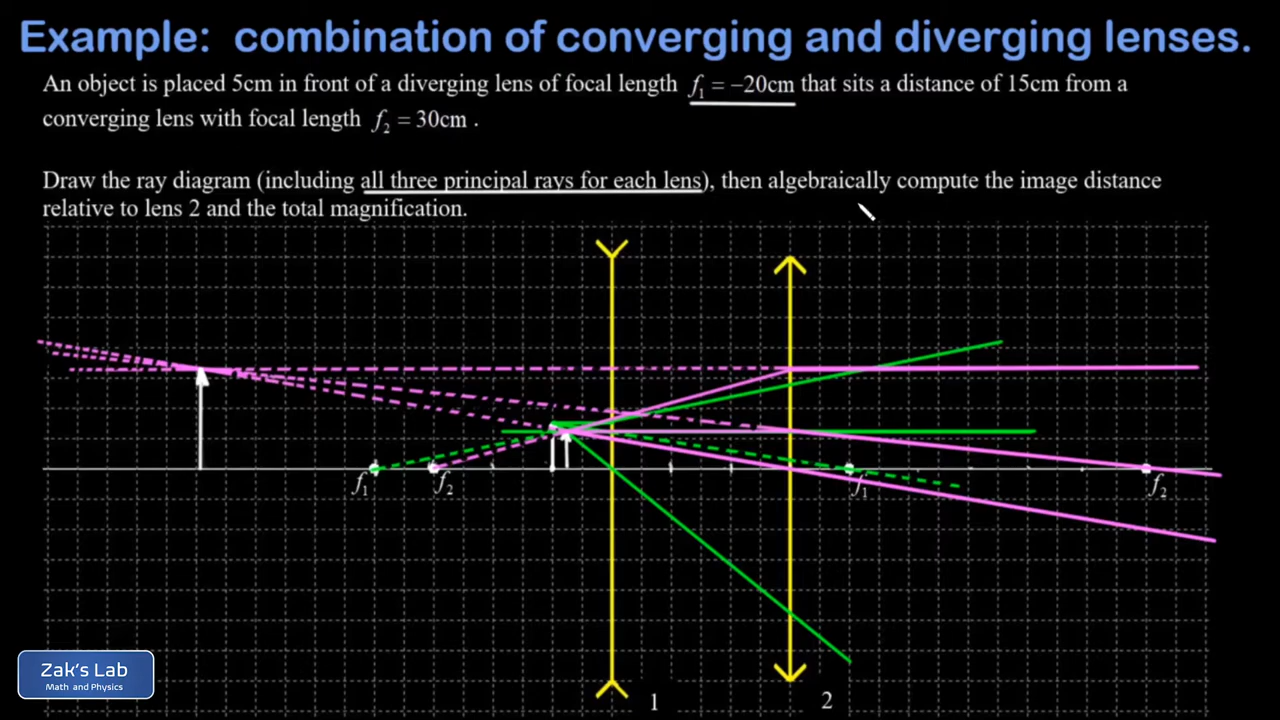 Example: combination of converging and diverging lenses.
An object is placed 5cm in front of a diverging lens of focal length f₁ = −20cm that sits a distance of 15cm from a
converging lens with focal length f₂ = 30cm .
Draw the ray diagram (including all three principal rays for each lens), then algebraically compute the image distance
relative to lens 2 and the total magnification.
f₁ f₂ f₁ f₂
Zak's Lab
Math and Physics
1 2